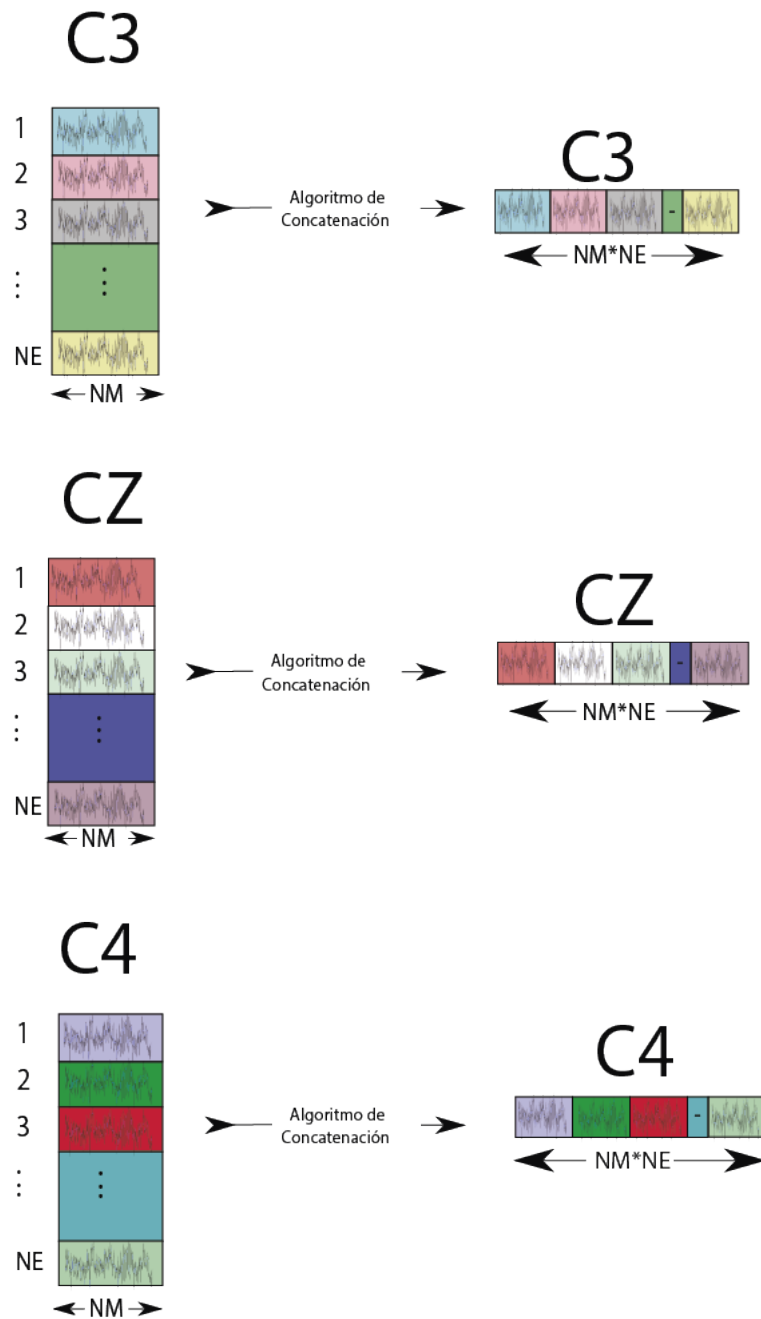 C3
1
2
3
⋮
⋮
NE
NM
Algoritmo de
Concatenación
C3
-
NM*NE
CZ
1
2
3
⋮
⋮
NE
NM
Algoritmo de
Concatenación
CZ
-
NM*NE
C4
1
2
3
⋮
⋮
NE
NM
Algoritmo de
Concatenación
C4
-
NM*NE